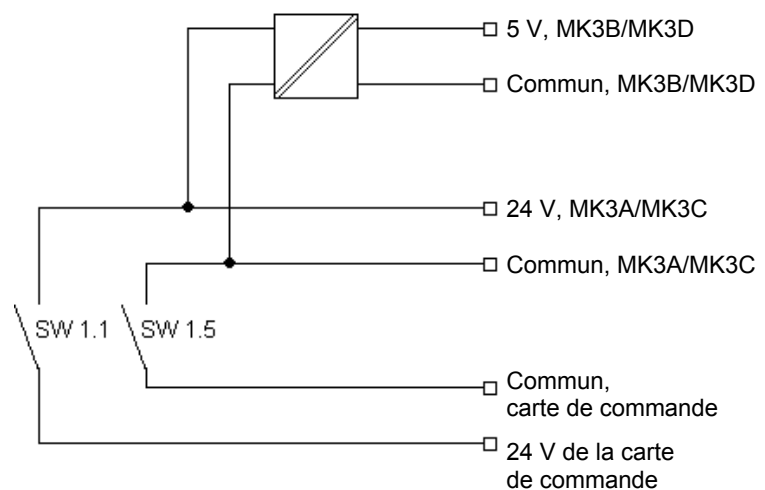 5 V, MK3B/MK3D
Commun, MK3B/MK3D
24 V, MK3A/MK3C
Commun, MK3A/MK3C
SW 1.1
SW 1.5
Commun,
carte de commande
24 V de la carte
de commande